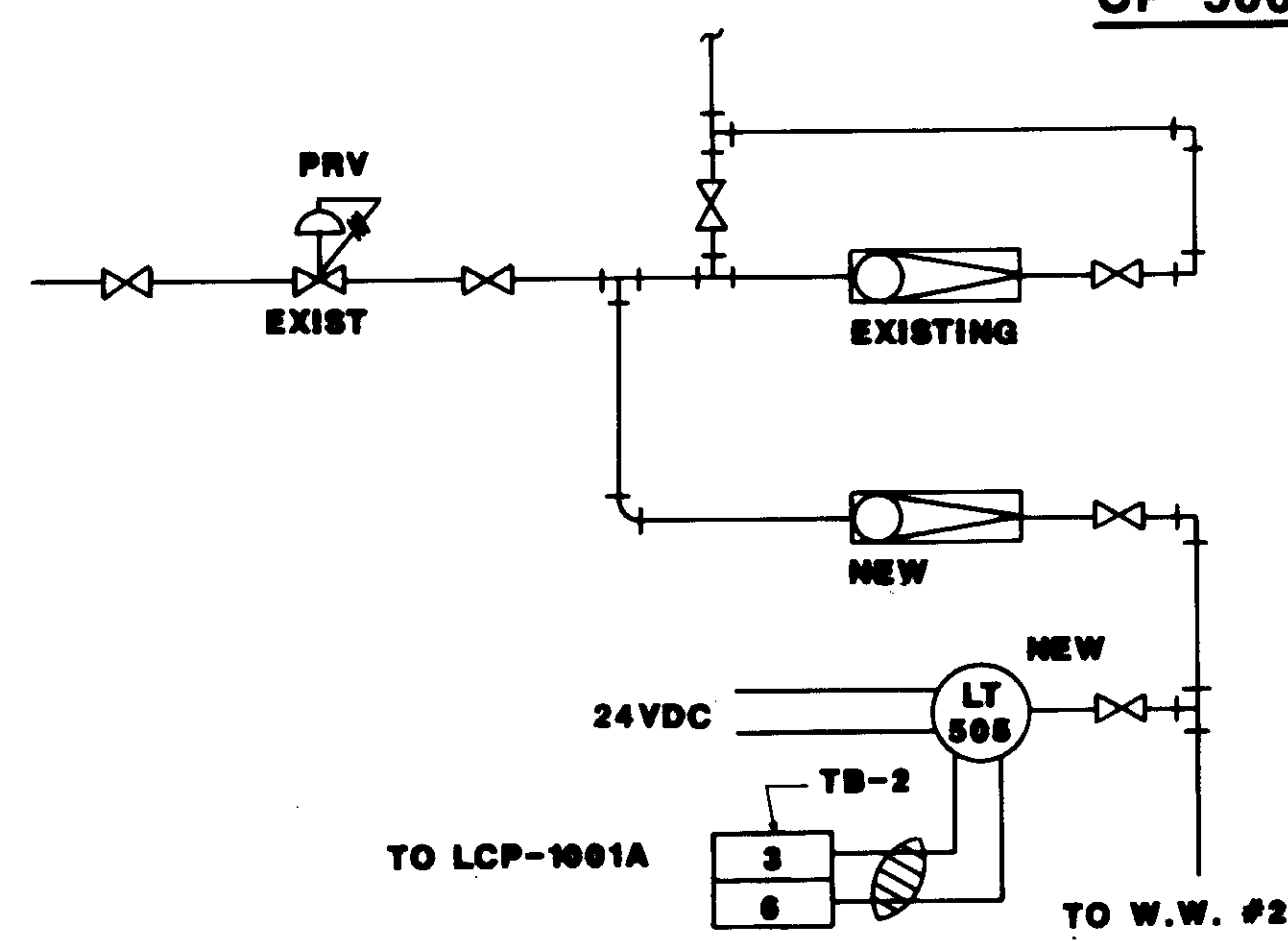 PRV
EXIST
EXISTING
NEW
NEW
LT
505
24VDC
TB-2
3
6
TO LCP-1001A
TO W.W. #2